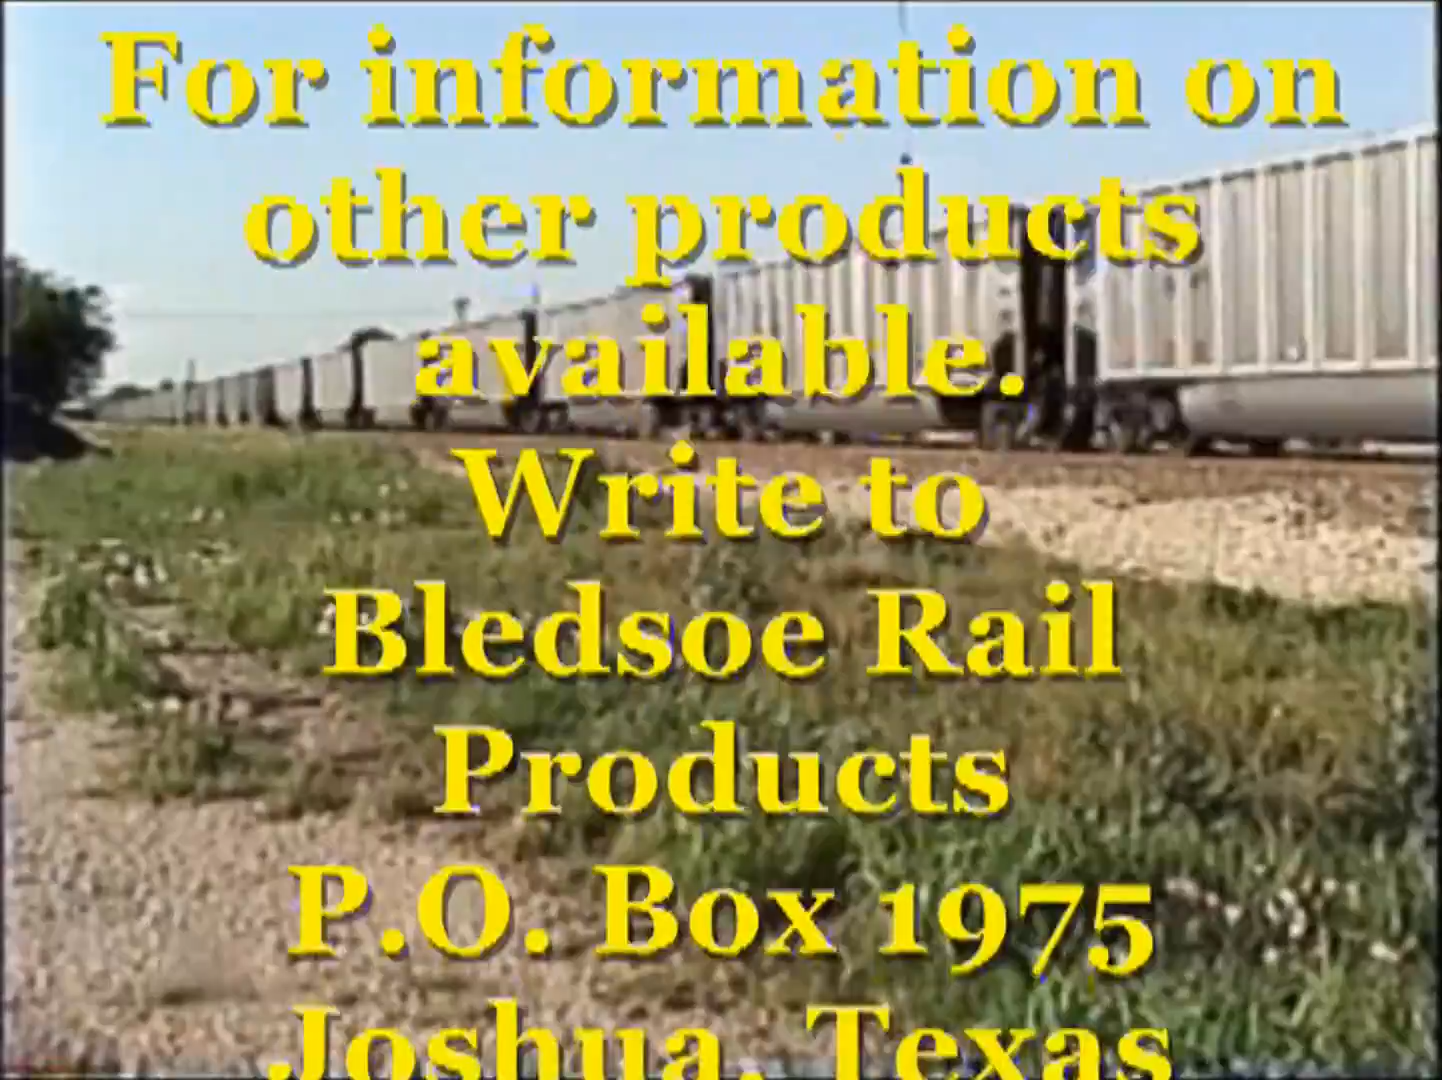 For information on
other products
available.
Write to
Bledsoe Rail
Products
P.O. Box 1975
Joshua, Texas